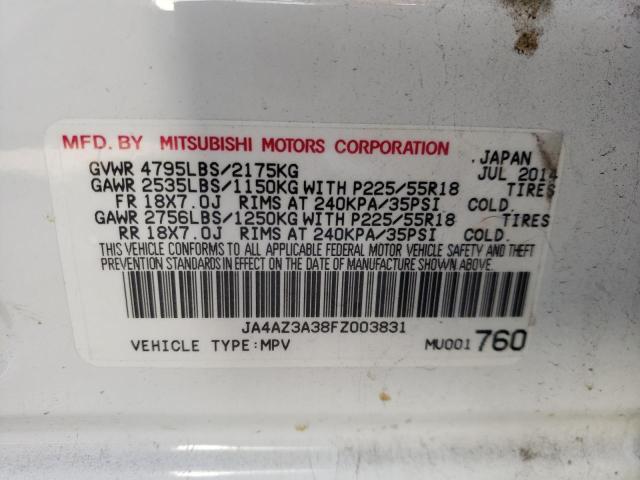 MFD. BY MITSUBISHI MOTORS CORPORATION
, JAPAN
GVWR 4795LBS/2175KG JUL 2014
GAWR 2535LBS/1150KG WITH P225/55R18 TIRES
FR 18X7.0J RIMS AT 240KPA/35PSI COLD.
GAWR 2756LBS/1250KG WITH P225/55R18 TIRES
RR 18X7.0J RIMS AT 240KPA/35PSI COLD.
THIS VEHICLE CONFORMS TO ALL APPLICABLE FEDERAL MOTOR VEHICLE SAFETY AND THEFT
PREVENTION STANDARDS IN EFFECT ON THE DATE OF MANUFACTURE SHOWN ABOVE.
JA4AZ3A38FZ003831
VEHICLE TYPE:MPV MU001 760